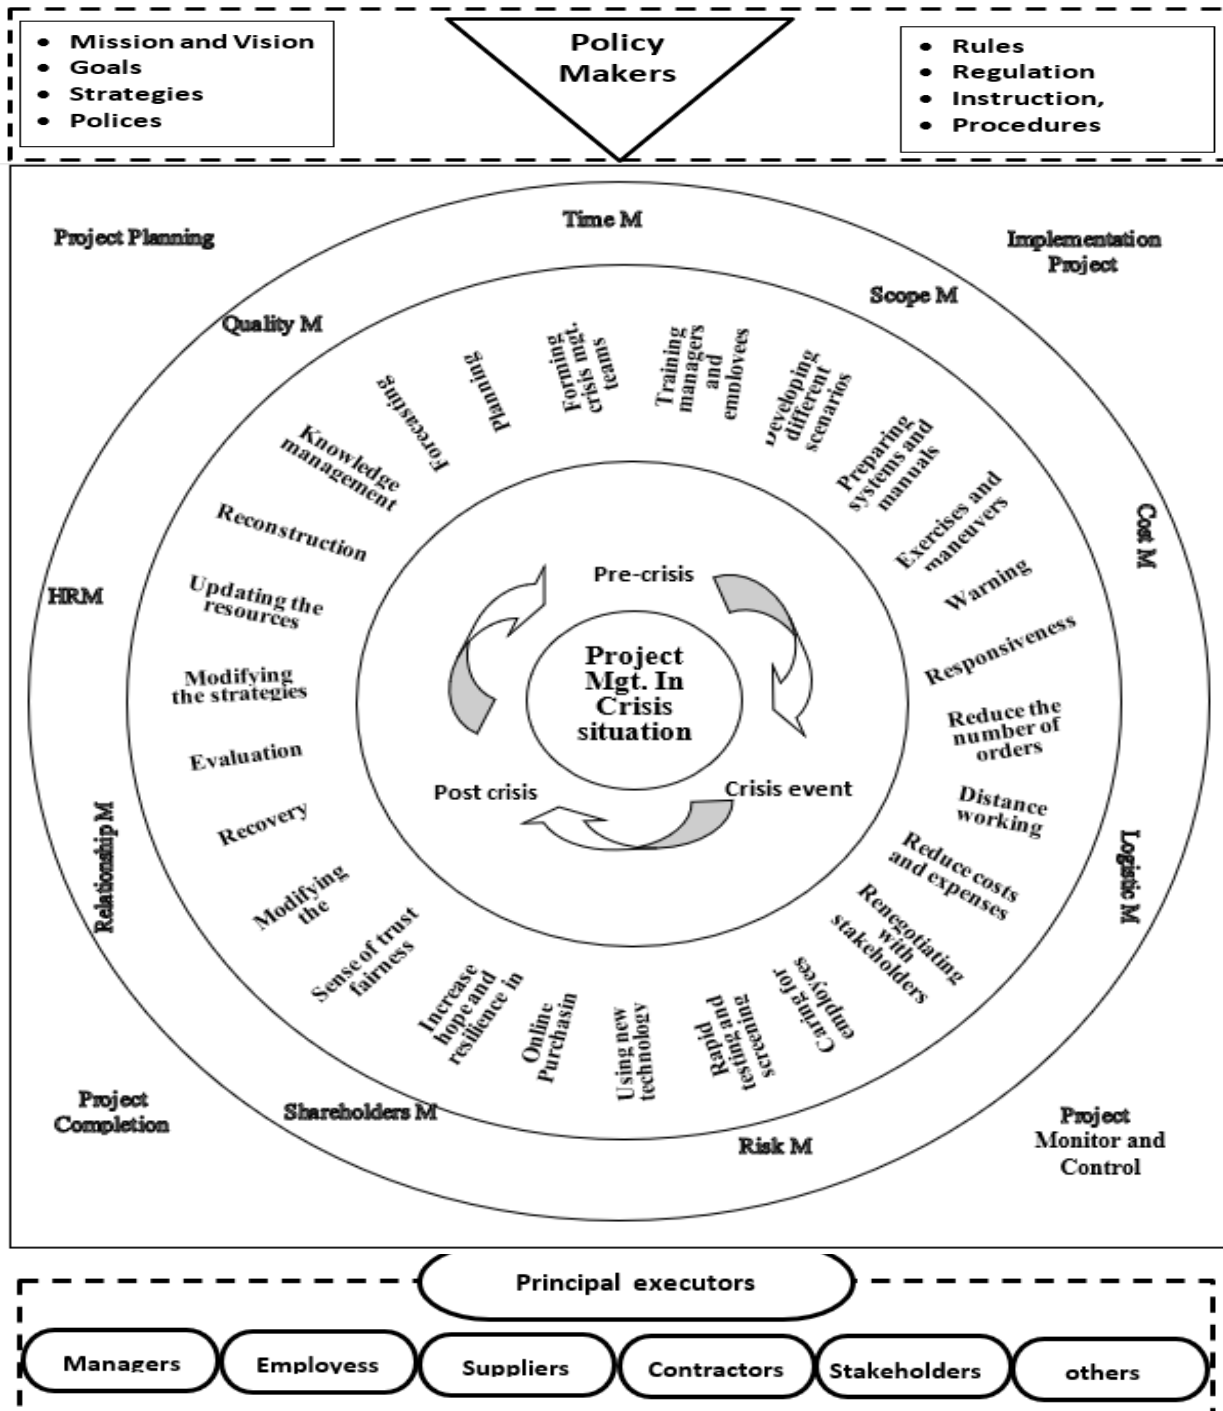 Mission and Vision
Goals
Strategies
Polices
Policy
Makers
Rules
Regulation
Instruction,
Procedures
Project Planning
Time M
Implementation
Project
Quality M
Scope M
Cost M
HRM
Relationship M
Logistic M
Shareholders M
Risk M
Project
Completion
Project
Monitor and
Control
Knowledge
management
Forecasting
Planning
Forming
crisis mgt.
teams
Training
managers
and
employees
Developing
different
scenarios
Preparing
systems and
manuals
Exercises and
maneuvers
Warning
Responsiveness
Reduce the
number of
orders
Distance
working
Reduce costs
and expenses
Renegotiating
with
stakeholders
Caring for
employees
Rapid
testing and
screening
Using new
technology
Online
Purchasin
Increase
hope and
resilience in
Sense of trust
fairness
Modifying
the
Recovery
Evaluation
Modifying
the strategies
Updating the
resources
Reconstruction
Pre-crisis
Project
Mgt. In
Crisis
situation
Post crisis
Crisis event
Principal executors
Managers
Employess
Suppliers
Contractors
Stakeholders
others